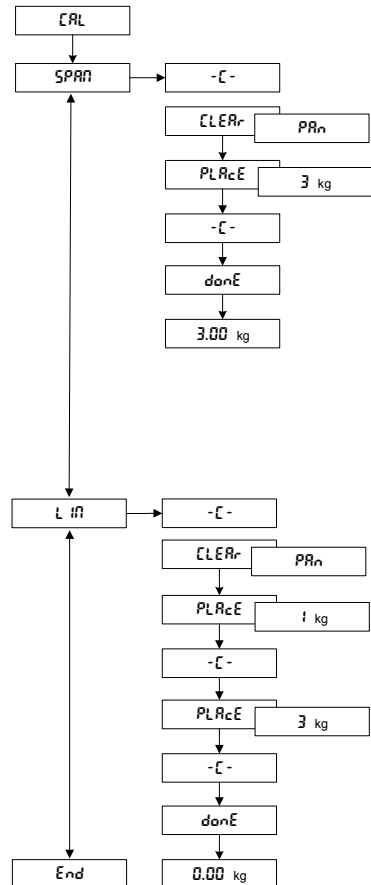 CAL
SPAN -C-
CLEAr PAn
PLAcE 3 kg
-C-
donE
3.00 kg
LIN -C-
CLEAr PAn
PLAcE 1 kg
-C-
PLAcE 3 kg
-C-
donE
End 0.00 kg